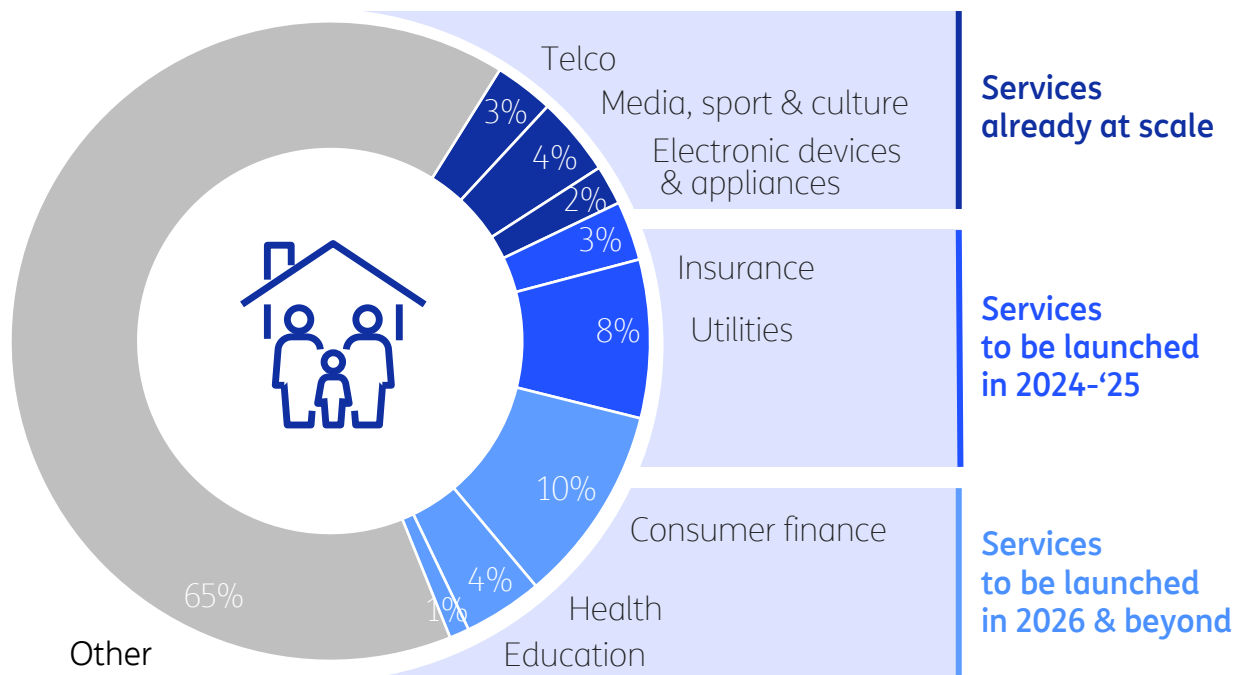 Telco
3%
Media, sport & culture
4%
Electronic devices
& appliances
2%
Services
already at scale
3%
Insurance
8%
Utilities
Services
to be launched
in 2024-‘25
10%
Consumer finance
4%
Health
1%
Education
Services
to be launched
in 2026 & beyond
65%
Other